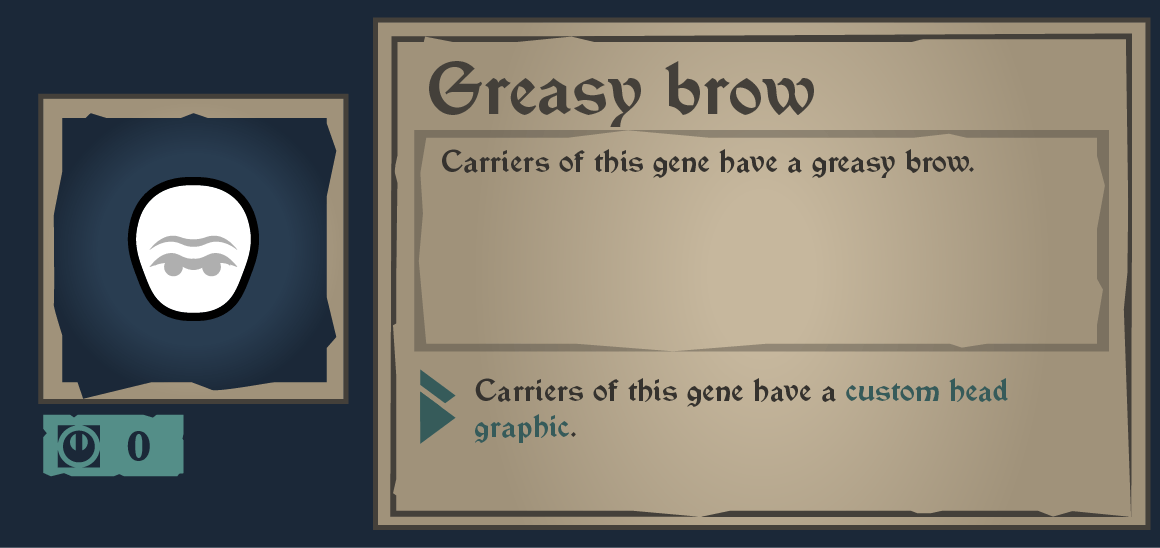 Greasy brow
Carriers of this gene have a greasy brow.
Carriers of this gene have a custom head
graphic.
0